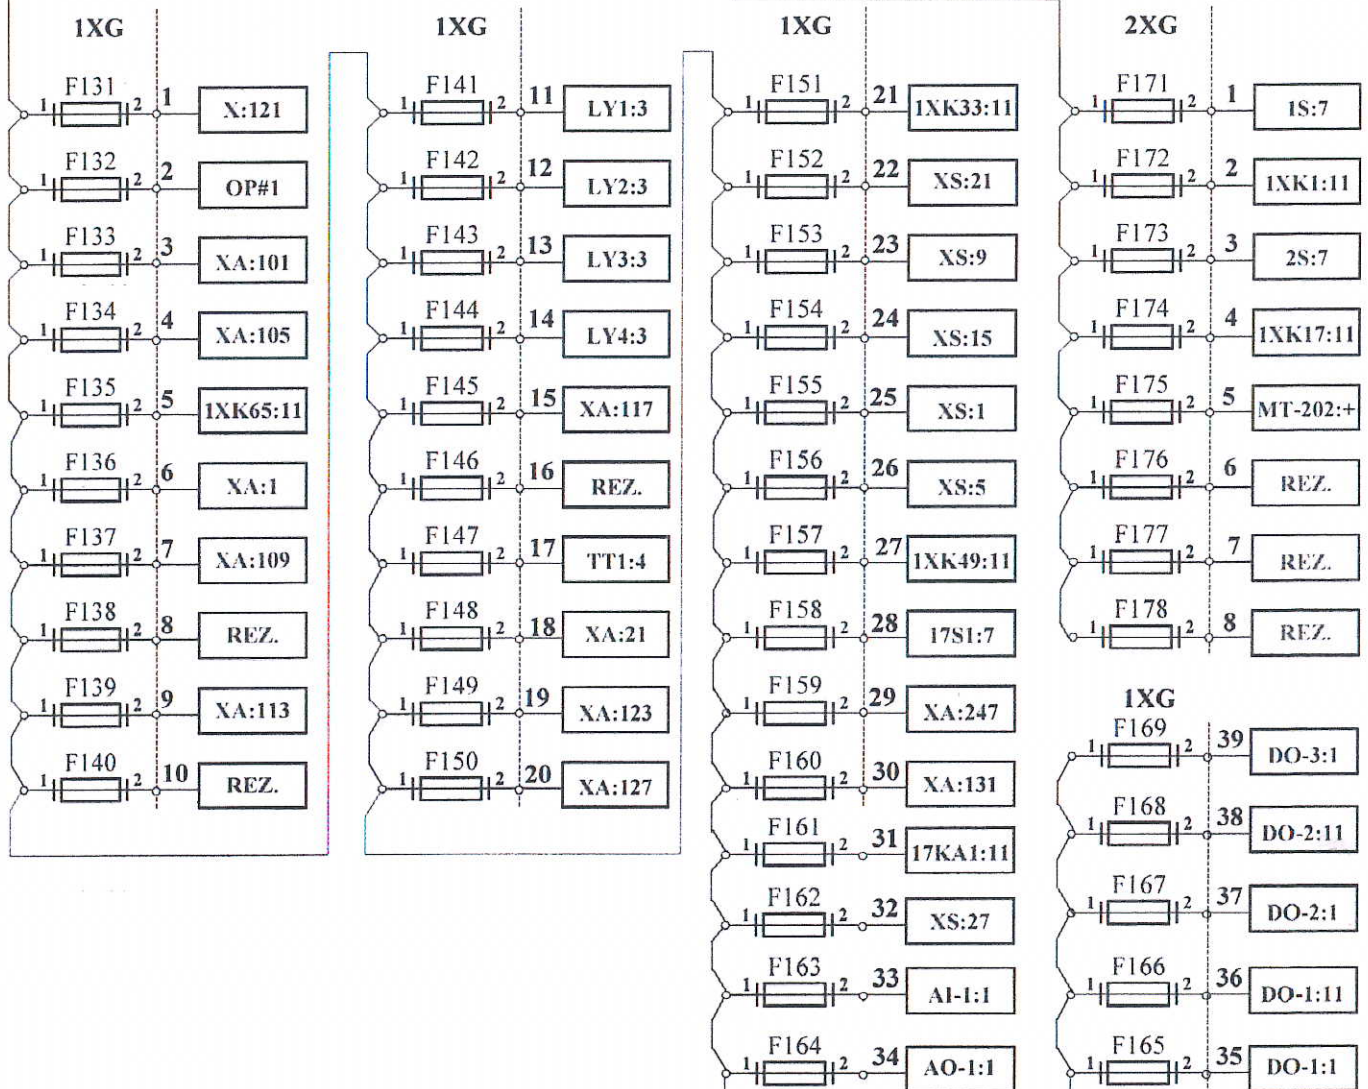 1XG
F131 1 2 1 X:121
F132 1 2 2 OP#1
F133 1 2 3 XA:101
F134 1 2 4 XA:105
F135 1 2 5 1XK65:11
F136 1 2 6 XA:1
F137 1 2 7 XA:109
F138 1 2 8 REZ.
F139 1 2 9 XA:113
F140 1 2 10 REZ.
1XG
F141 1 2 11 LY1:3
F142 1 2 12 LY2:3
F143 1 2 13 LY3:3
F144 1 2 14 LY4:3
F145 1 2 15 XA:117
F146 1 2 16 REZ.
F147 1 2 17 TT1:4
F148 1 2 18 XA:21
F149 1 2 19 XA:123
F150 1 2 20 XA:127
1XG
F151 1 2 21 1XK33:11
F152 1 2 22 XS:21
F153 1 2 23 XS:9
F154 1 2 24 XS:15
F155 1 2 25 XS:1
F156 1 2 26 XS:5
F157 1 2 27 1XK49:11
F158 1 2 28 17S1:7
F159 1 2 29 XA:247
F160 1 2 30 XA:131
F161 1 2 31 17KA1:11
F162 1 2 32 XS:27
F163 1 2 33 AI-1:1
F164 1 2 34 AO-1:1
2XG
F171 1 2 1 1S:7
F172 1 2 2 1XK1:11
F173 1 2 3 2S:7
F174 1 2 4 1XK17:11
F175 1 2 5 MT-202:+
F176 1 2 6 REZ.
F177 1 2 7 REZ.
F178 1 2 8 REZ.
1XG
F169 1 2 39 DO-3:1
F168 1 2 38 DO-2:11
F167 1 2 37 DO-2:1
F166 1 2 36 DO-1:11
F165 1 2 35 DO-1:1